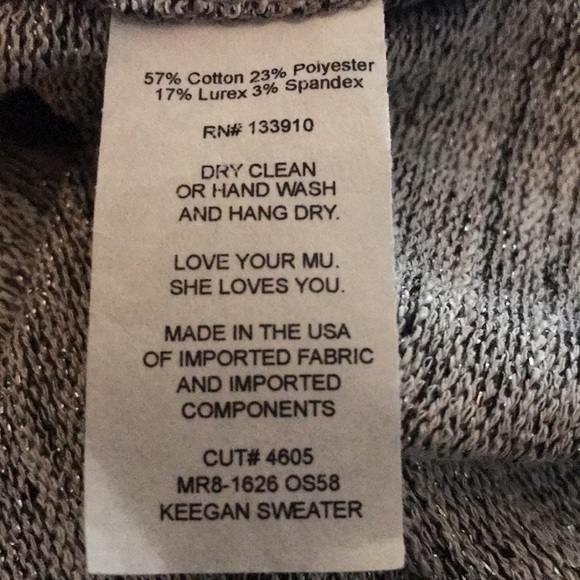 57% Cotton 23% Polyester
17% Lurex 3% Spandex
RN# 133910
DRY CLEAN
OR HAND WASH
AND HANG DRY.
LOVE YOUR MU.
SHE LOVES YOU.
MADE IN THE USA
OF IMPORTED FABRIC
AND IMPORTED
COMPONENTS
CUT# 4605
MR8-1626 OS58
KEEGAN SWEATER